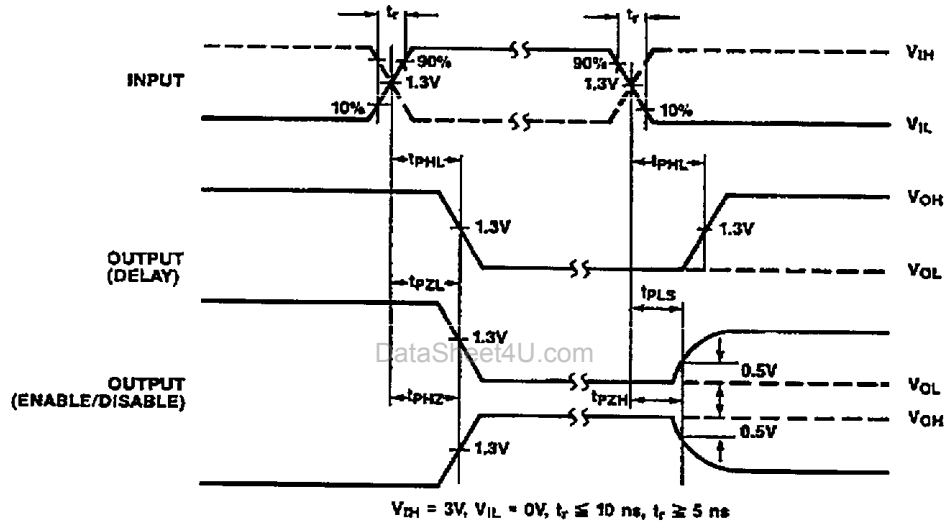 tr tr
90% 90% VIH
INPUT 1.3V 1.3V
10% 10% VIL
tPHL tPHL
VOH
1.3V 1.3V
OUTPUT
(DELAY)
VOL
tPZL tPLS
1.3V
DataSheet4U.com
0.5V
OUTPUT
(ENABLE/DISABLE)
VOL
tPHZ tPZH
VOH
0.5V
1.3V
VIH = 3V, VIL = 0V, tr ≦ 10 ns, tr ≧ 5 ns